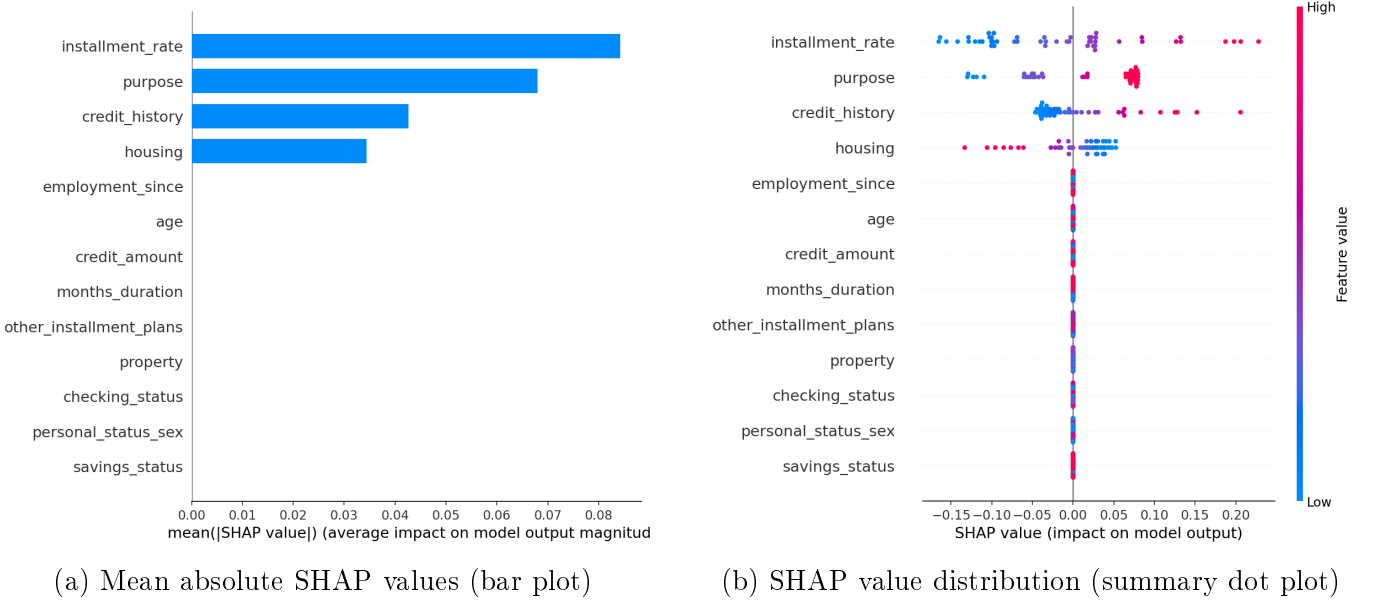 installment_rate
purpose
credit_history
housing
employment_since
age
credit_amount
months_duration
other_installment_plans
property
checking_status
personal_status_sex
savings_status
0.00 0.01 0.02 0.03 0.04 0.05 0.06 0.07 0.08
mean(|SHAP value|) (average impact on model output magnitud
(a) Mean absolute SHAP values (bar plot)
installment_rate
purpose
credit_history
housing
employment_since
age
credit_amount
months_duration
other_installment_plans
property
checking_status
personal_status_sex
savings_status
−0.15 −0.10 −0.05 0.00 0.05 0.10 0.15 0.20
SHAP value (impact on model output)
High
Feature value
Low
(b) SHAP value distribution (summary dot plot)